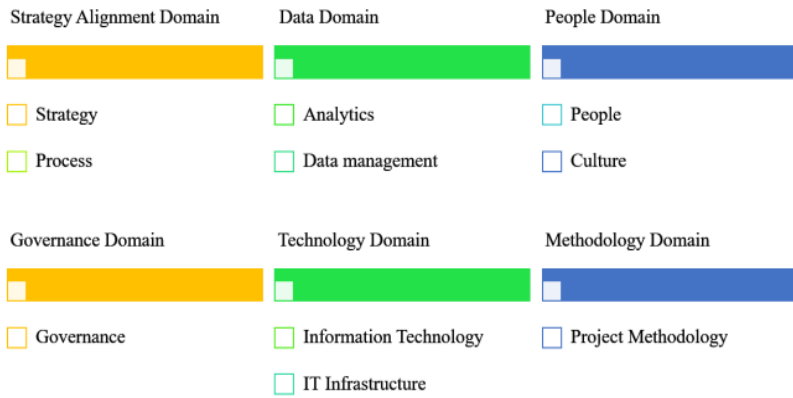 Strategy Alignment Domain
Strategy
Process
Data Domain
Analytics
Data management
People Domain
People
Culture
Governance Domain
Governance
Technology Domain
Information Technology
IT Infrastructure
Methodology Domain
Project Methodology